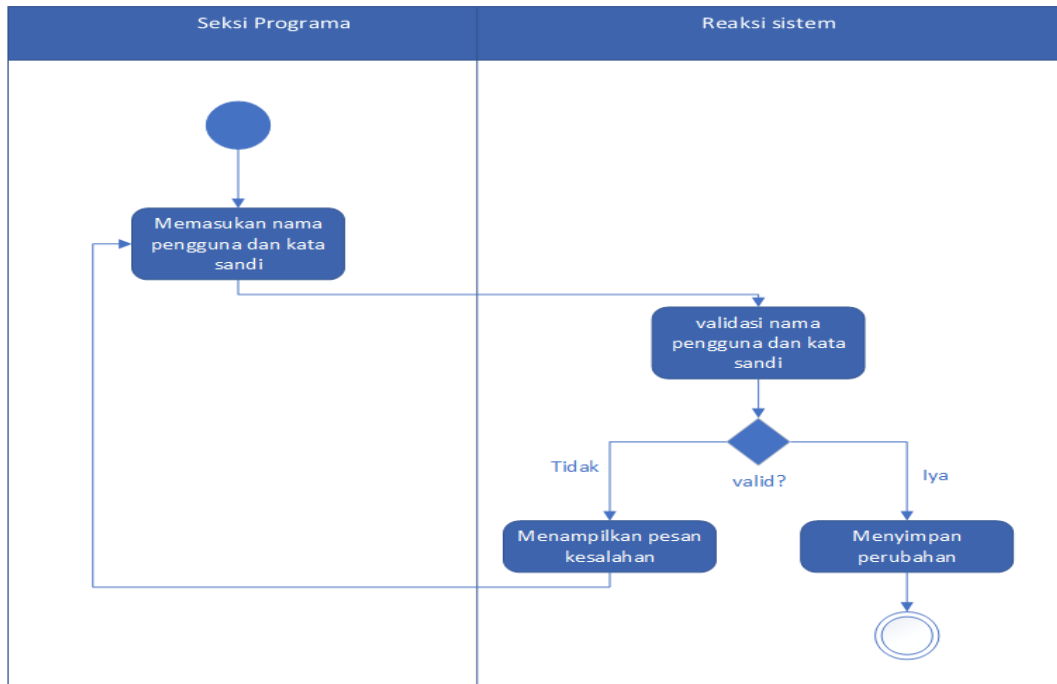 Seksi Programa
Reaksi sistem
Memasukan nama
pengguna dan kata
sandi
validasi nama
pengguna dan kata
sandi
Tidak
valid?
Iya
Menampilkan pesan
kesalahan
Menyimpan
perubahan